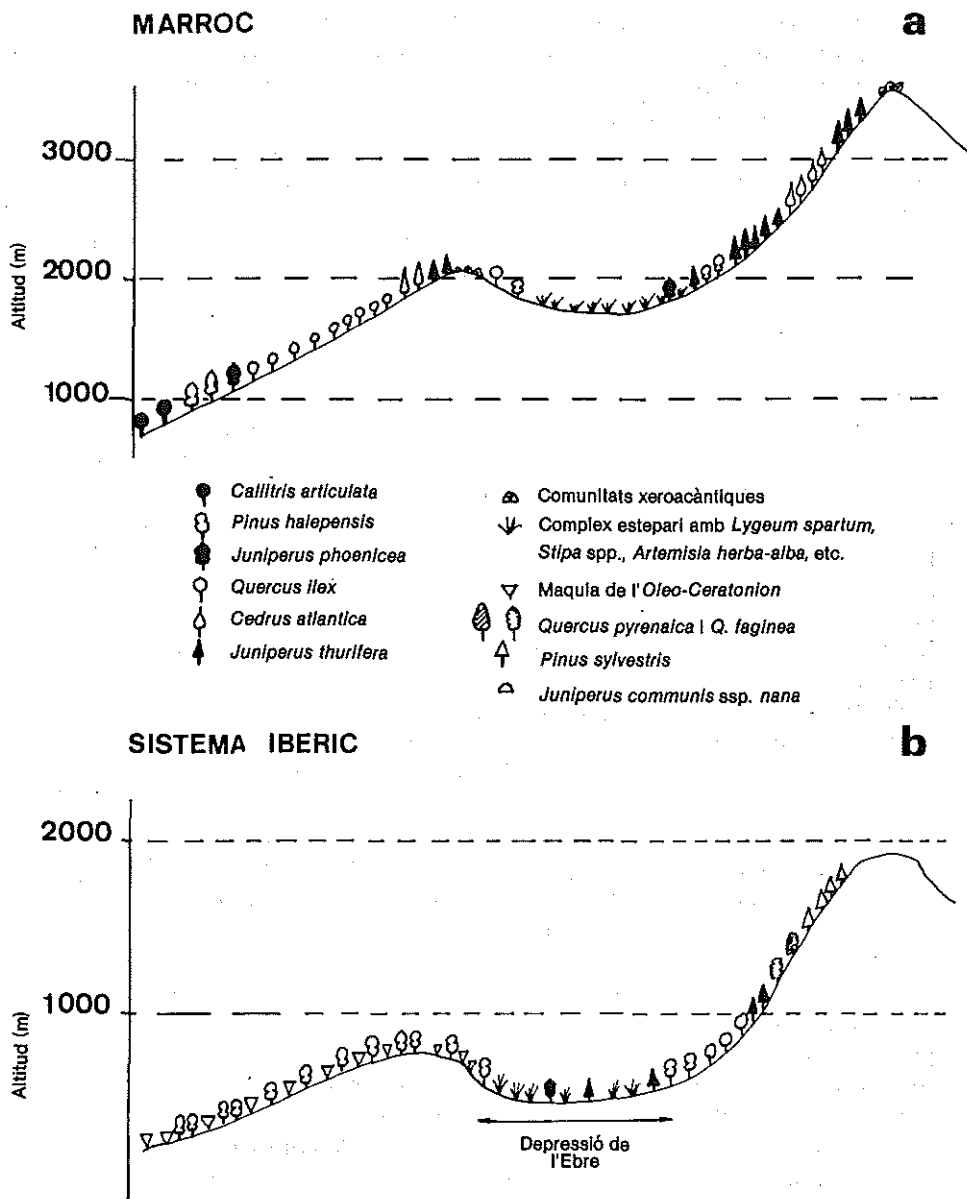 MARROC
a
3000
2000
1000
Altitud (m)
Callitris articulata
Pinus halepensis
Juniperus phoenicea
Quercus ilex
Cedrus atlantica
Juniperus thurifera
Comunitats xeroacàntiques
Complex estepari amb Lygeum spartum,
Stipa spp., Artemisia herba-alba, etc.
Maquia de l'Oleo-Ceratonion
Quercus pyrenaica i Q. faginea
Pinus sylvestris
Juniperus communis ssp. nana
SISTEMA IBERIC
b
2000
1000
Altitud (m)
Depressió de
l'Ebre